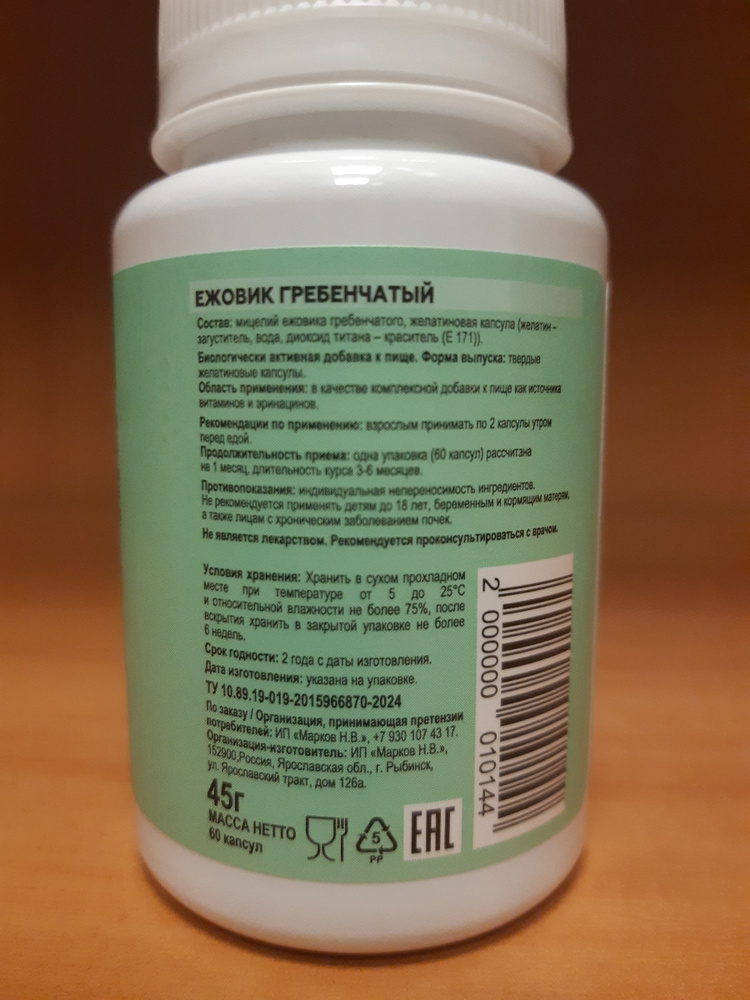 ЕЖОВИК ГРЕБЕНЧАТЫЙ
Состав: мицелий ежовика гребенчатого, желатиновая капсула (желатин –
загуститель, вода, диоксид титана – краситель (Е 171)).
Биологически активная добавка к пище. Форма выпуска: твердые
желатиновые капсулы.
Область применения: в качестве комплексной добавки к пище как источника
витаминов и эринацинов.
Рекомендации по применению: взрослым принимать по 2 капсулы утром
перед едой.
Продолжительность приема: одна упаковка (60 капсул) рассчитана
на 1 месяц, длительность курса 3-6 месяцев.
Противопоказания: индивидуальная непереносимость ингредиентов.
Не рекомендуется применять детям до 18 лет, беременным и кормящим матерям,
а также лицам с хроническим заболеванием почек.
Не является лекарством. Рекомендуется проконсультироваться с врачом.
Условия хранения: Хранить в сухом прохладном
месте при температуре от 5 до 25°С
и относительной влажности не более 75%, после
вскрытия хранить в закрытой упаковке не более
6 недель.
Срок годности: 2 года с даты изготовления.
Дата изготовления: указана на упаковке.
ТУ 10.89.19-019-2015966870-2024
По заказу / Организация, принимающая претензии
потребителей: ИП «Марков Н.В.», +7 930 107 43 17.
Организация-изготовитель: ИП «Марков Н.В.»,
152900,Россия, Ярославская обл., г. Рыбинск,
ул. Ярославский тракт, дом 126а.
45г
МАССА НЕТТО
60 капсул
5
PP
EAC
2 000000 010144